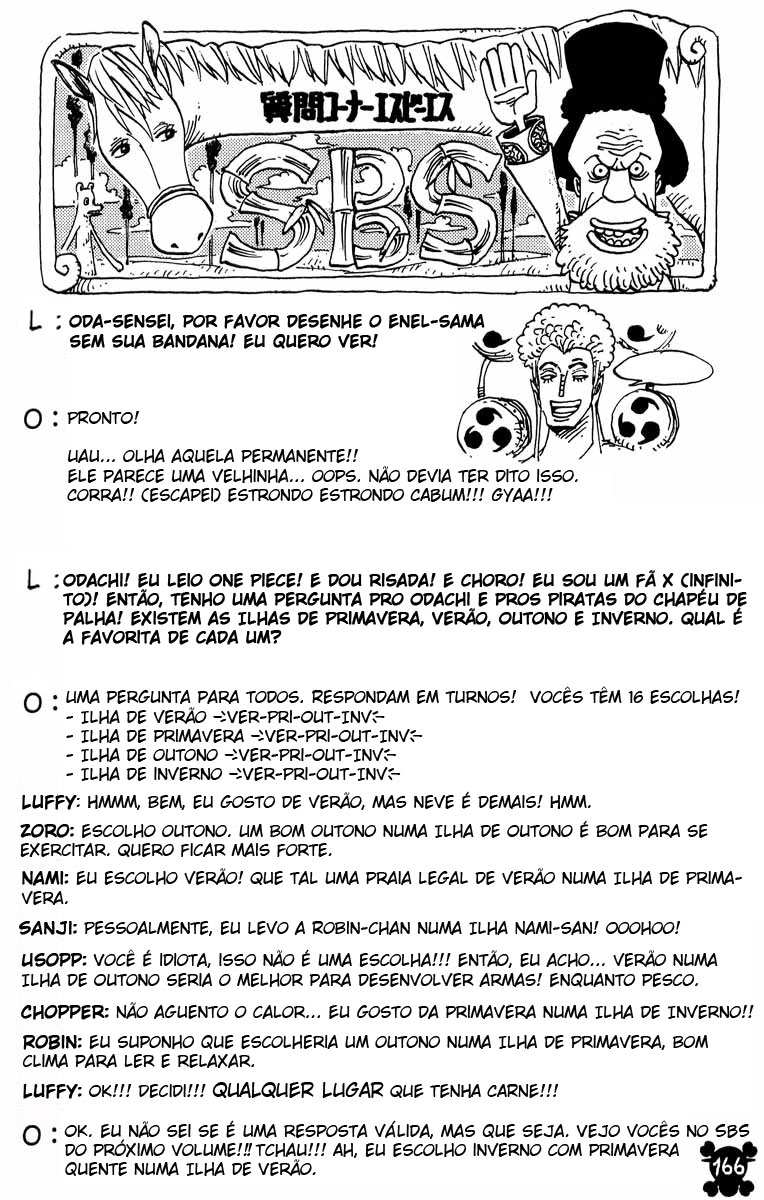 質問コーナーエスビーエス
SBS
L : ODA-SENSEI, POR FAVOR DESENHE O ENEL-SAMA
SEM SUA BANDANA! EU QUERO VER!
O : PRONTO!
UAU... OLHA AQUELA PERMANENTE!!
ELE PARECE UMA VELHINHA... OOPS. NÃO DEVIA TER DITO ISSO.
CORRA!! (ESCAPEI) ESTRONDO ESTRONDO CABUM!!! GYAA!!!
L : ODACHI! EU LEIO ONE PIECE! E DOU RISADA! E CHORO! EU SOU UM FÃ X (INFINI-
TO)! ENTÃO, TENHO UMA PERGUNTA PRO ODACHI E PROS PIRATAS DO CHAPÉU DE
PALHA! EXISTEM AS ILHAS DE PRIMAVERA, VERÃO, OUTONO E INVERNO. QUAL É
A FAVORITA DE CADA UM?
O : UMA PERGUNTA PARA TODOS. RESPONDAM EM TURNOS! VOCÊS TÊM 16 ESCOLHAS!
- ILHA DE VERÃO ->VER-PRI-OUT-INV<-
- ILHA DE PRIMAVERA ->VER-PRI-OUT-INV<-
- ILHA DE OUTONO ->VER-PRI-OUT-INV<-
- ILHA DE INVERNO ->VER-PRI-OUT-INV<-
LUFFY: HMMM, BEM, EU GOSTO DE VERÃO, MAS NEVE É DEMAIS! HMM.
ZORO: ESCOLHO OUTONO. UM BOM OUTONO NUMA ILHA DE OUTONO É BOM PARA SE
EXERCITAR. QUERO FICAR MAIS FORTE.
NAMI: EU ESCOLHO VERÃO! QUE TAL UMA PRAIA LEGAL DE VERÃO NUMA ILHA DE PRIMA-
VERA.
SANJI: PESSOALMENTE, EU LEVO A ROBIN-CHAN NUMA ILHA NAMI-SAN! OOOHOO!
USOPP: VOCÊ É IDIOTA, ISSO NÃO É UMA ESCOLHA!!! ENTÃO, EU ACHO... VERÃO NUMA
ILHA DE OUTONO SERIA O MELHOR PARA DESENVOLVER ARMAS! ENQUANTO PESCO.
CHOPPER: NÃO AGUENTO O CALOR... EU GOSTO DA PRIMAVERA NUMA ILHA DE INVERNO!!
ROBIN: EU SUPONHO QUE ESCOLHERIA UM OUTONO NUMA ILHA DE PRIMAVERA, BOM
CLIMA PARA LER E RELAXAR.
LUFFY: OK!!! DECIDI!!! QUALQUER LUGAR QUE TENHA CARNE!!!
O : OK. EU NÃO SEI SE É UMA RESPOSTA VÁLIDA, MAS QUE SEJA. VEJO VOCÊS NO SBS
DO PRÓXIMO VOLUME!!! TCHAU!!! AH, EU ESCOLHO INVERNO COM PRIMAVERA
QUENTE NUMA ILHA DE VERÃO.
166